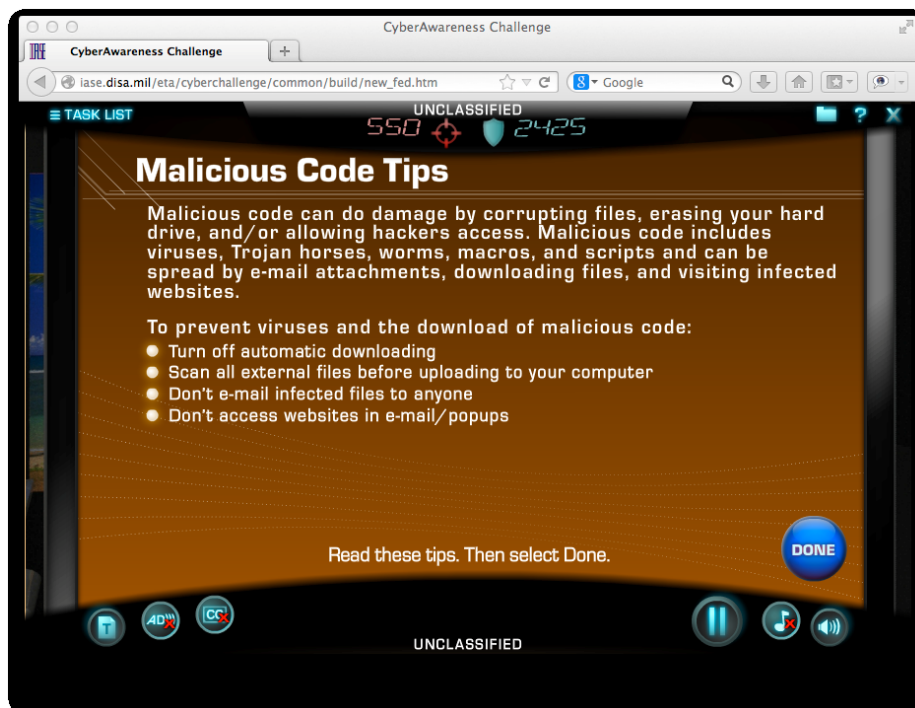 CyberAwareness Challenge
CyberAwareness Challenge
iase.disa.mil/eta/cyberchallenge/common/build/new_fed.htm
Google
TASK LIST
UNCLASSIFIED
550
2425
?
X
Malicious Code Tips
Malicious code can do damage by corrupting files, erasing your hard
drive, and/or allowing hackers access. Malicious code includes
viruses, Trojan horses, worms, macros, and scripts and can be
spread by e-mail attachments, downloading files, and visiting infected
websites.
To prevent viruses and the download of malicious code:
Turn off automatic downloading
Scan all external files before uploading to your computer
Don't e-mail infected files to anyone
Don't access websites in e-mail/popups
Read these tips. Then select Done.
DONE
T
AD
CC
UNCLASSIFIED